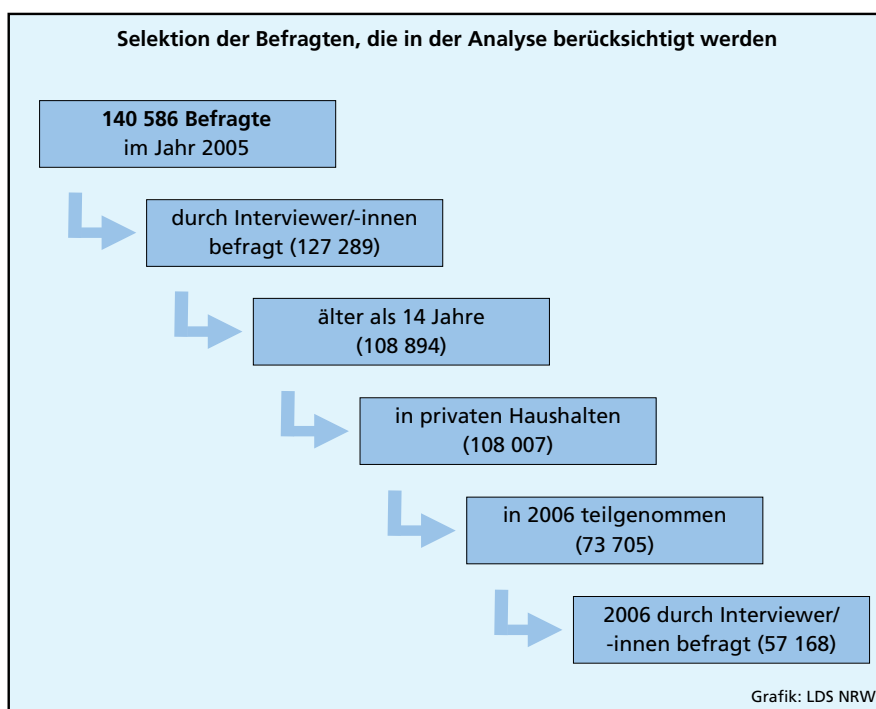 Selektion der Befragten, die in der Analyse berücksichtigt werden
140 586 Befragte
im Jahr 2005
durch Interviewer/-innen
befragt (127 289)
älter als 14 Jahre
(108 894)
in privaten Haushalten
(108 007)
in 2006 teilgenommen
(73 705)
2006 durch Interviewer/
-innen befragt (57 168)
Grafik: LDS NRW